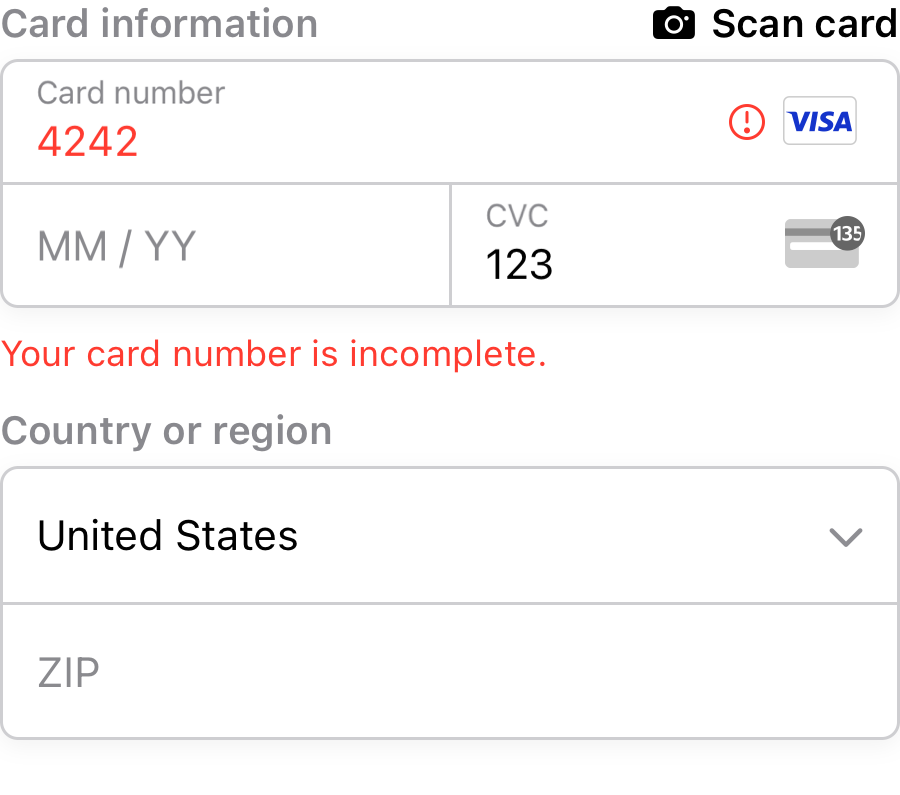 Card information Scan card
Card number
4242
VISA
MM / YY
CVC
123
135
Your card number is incomplete.
Country or region
United States
ZIP